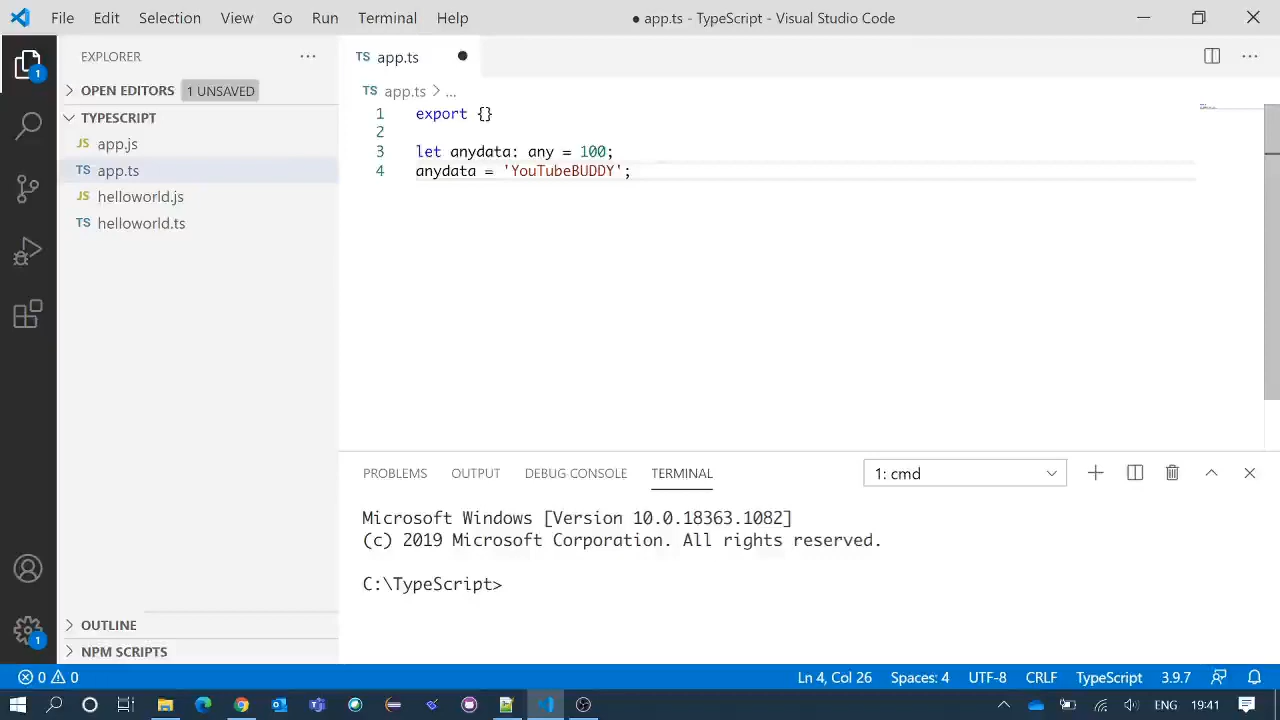 File Edit Selection View Go Run Terminal Help
● app.ts - TypeScript - Visual Studio Code
EXPLORER
1
OPEN EDITORS 1 UNSAVED
TYPESCRIPT
JS app.js
TS app.ts
JS helloworld.js
TS helloworld.ts
OUTLINE
1
NPM SCRIPTS
TS app.ts
TS app.ts > ...
1 export {}
2
3 let anydata: any = 100;
4 anydata = 'YouTubeBUDDY';
PROBLEMS OUTPUT DEBUG CONSOLE TERMINAL 1: cmd
Microsoft Windows [Version 10.0.18363.1082]
(c) 2019 Microsoft Corporation. All rights reserved.
C:\TypeScript>
0 0 Ln 4, Col 26 Spaces: 4 UTF-8 CRLF TypeScript 3.9.7
ENG 19:41